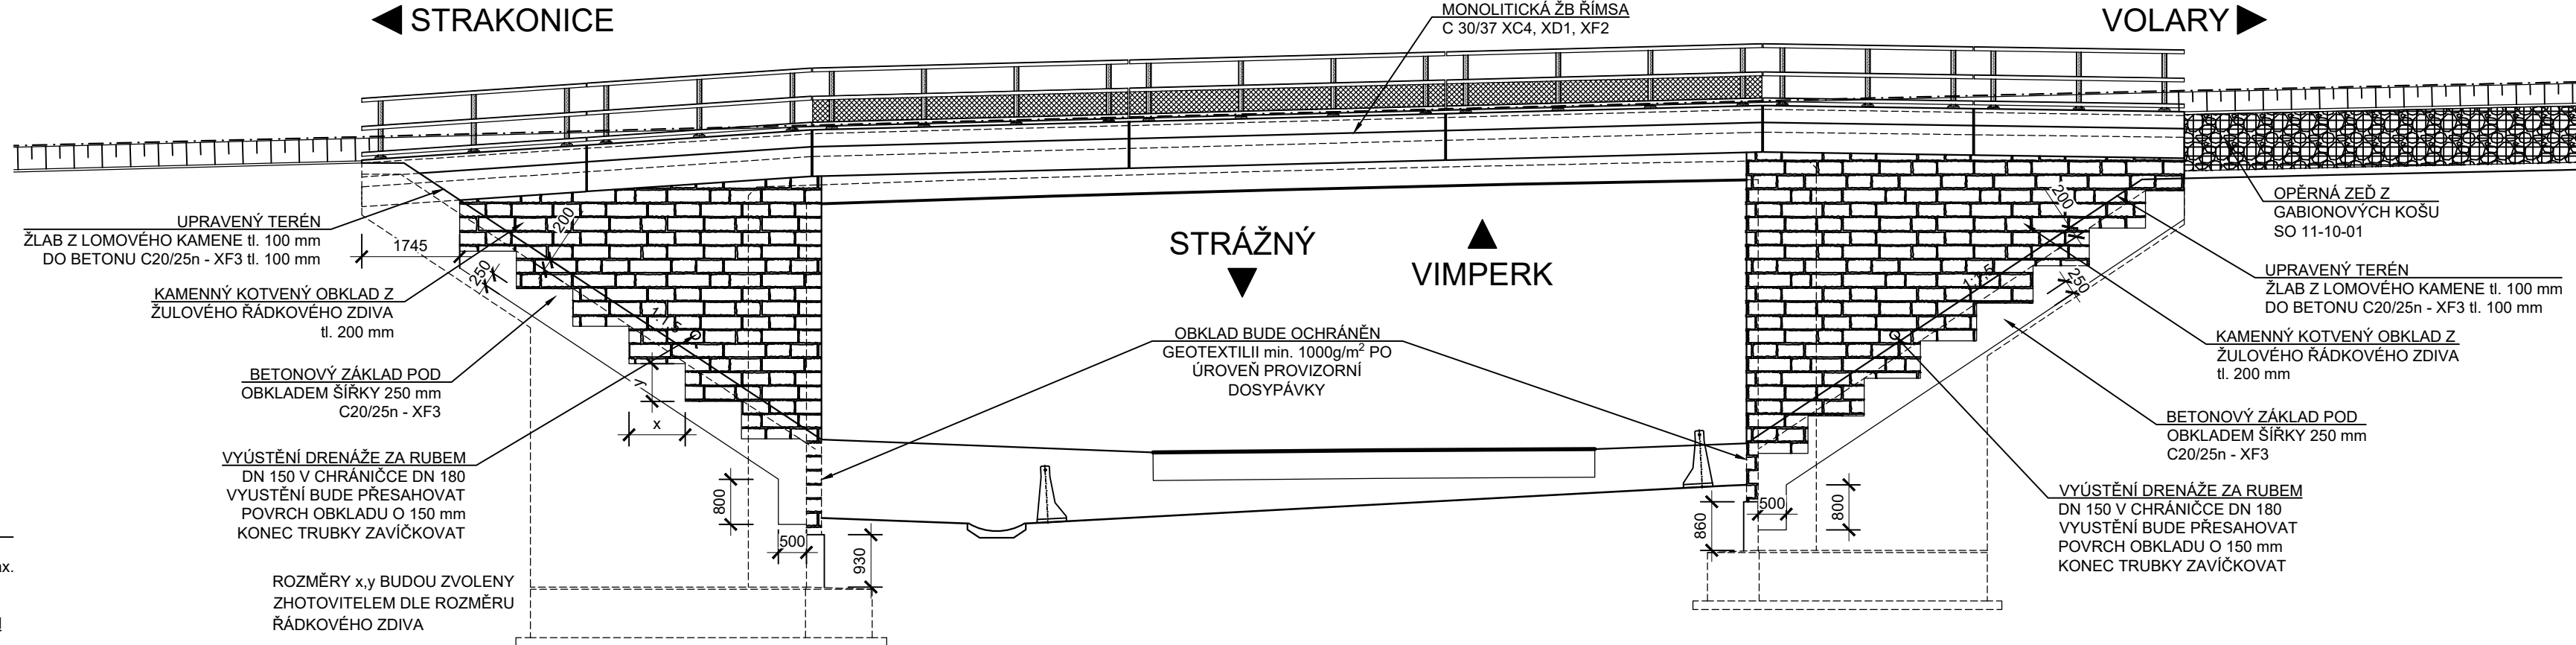 STRAKONICE
MONOLITICKÁ ŽB ŘÍMSA
C 30/37 XC4, XD1, XF2
VOLARY
UPRAVENÝ TERÉN
ŽLAB Z LOMOVÉHO KAMENE tl. 100 mm
DO BETONU C20/25n - XF3 tl. 100 mm
1745
250
200
KAMENNÝ KOTVENÝ OBKLAD Z
ŽULOVÉHO ŘÁDKOVÉHO ZDIVA
tl. 200 mm
1:1,5
BETONOVÝ ZÁKLAD POD
OBKLADEM ŠÍŘKY 250 mm
C20/25n - XF3
y
x
VYÚSTĚNÍ DRENÁŽE ZA RUBEM
DN 150 V CHRÁNIČCE DN 180
VYUSTĚNÍ BUDE PŘESAHOVAT
POVRCH OBKLADU O 150 mm
KONEC TRUBKY ZAVÍČKOVAT
800
500
930
ROZMĚRY x,y BUDOU ZVOLENY
ZHOTOVITELEM DLE ROZMĚRU
ŘÁDKOVÉHO ZDIVA
STRÁŽNÝ
VIMPERK
OBKLAD BUDE OCHRÁNĚN
GEOTEXTILII min. 1000g/m² PO
ÚROVEŇ PROVIZORNÍ
DOSYPÁVKY
200
1:1,5
250
860
500
800
OPĚRNÁ ZEĎ Z
GABIONOVÝCH KOŠU
SO 11-10-01
UPRAVENÝ TERÉN
ŽLAB Z LOMOVÉHO KAMENE tl. 100 mm
DO BETONU C20/25n - XF3 tl. 100 mm
KAMENNÝ KOTVENÝ OBKLAD Z
ŽULOVÉHO ŘÁDKOVÉHO ZDIVA
tl. 200 mm
BETONOVÝ ZÁKLAD POD
OBKLADEM ŠÍŘKY 250 mm
C20/25n - XF3
VYÚSTĚNÍ DRENÁŽE ZA RUBEM
DN 150 V CHRÁNIČCE DN 180
VYUSTĚNÍ BUDE PŘESAHOVAT
POVRCH OBKLADU O 150 mm
KONEC TRUBKY ZAVÍČKOVAT